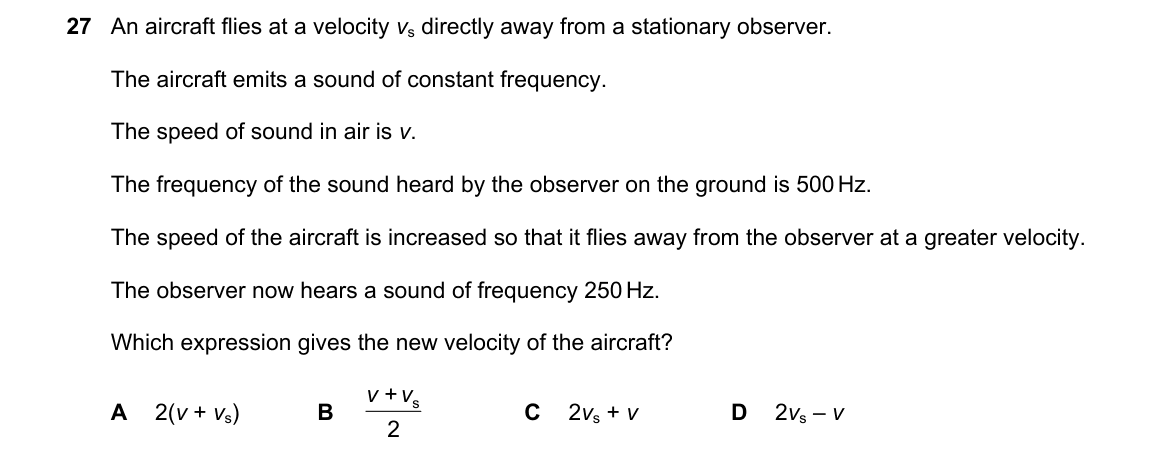 27 An aircraft flies at a velocity vₛ directly away from a stationary observer.
The aircraft emits a sound of constant frequency.
The speed of sound in air is v.
The frequency of the sound heard by the observer on the ground is 500 Hz.
The speed of the aircraft is increased so that it flies away from the observer at a greater velocity.
The observer now hears a sound of frequency 250 Hz.
Which expression gives the new velocity of the aircraft?
A 2(v + vₛ) B (v + vₛ)/2 C 2vₛ + v D 2vₛ – v